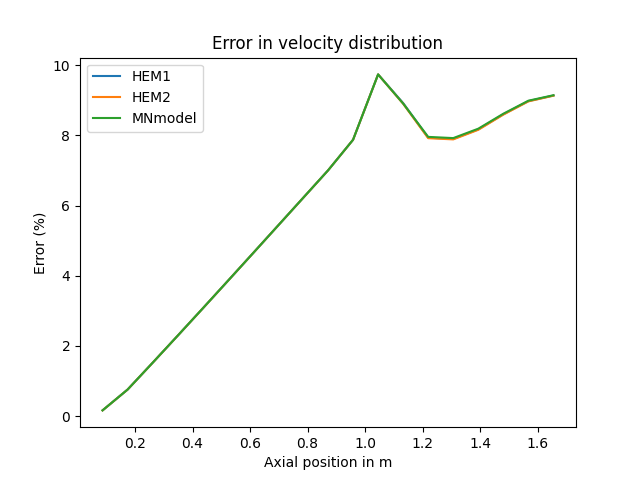 Error in velocity distribution
HEM1
HEM2
MNmodel
Error (%)
10
8
6
4
2
0
0.2 0.4 0.6 0.8 1.0 1.2 1.4 1.6
Axial position in m